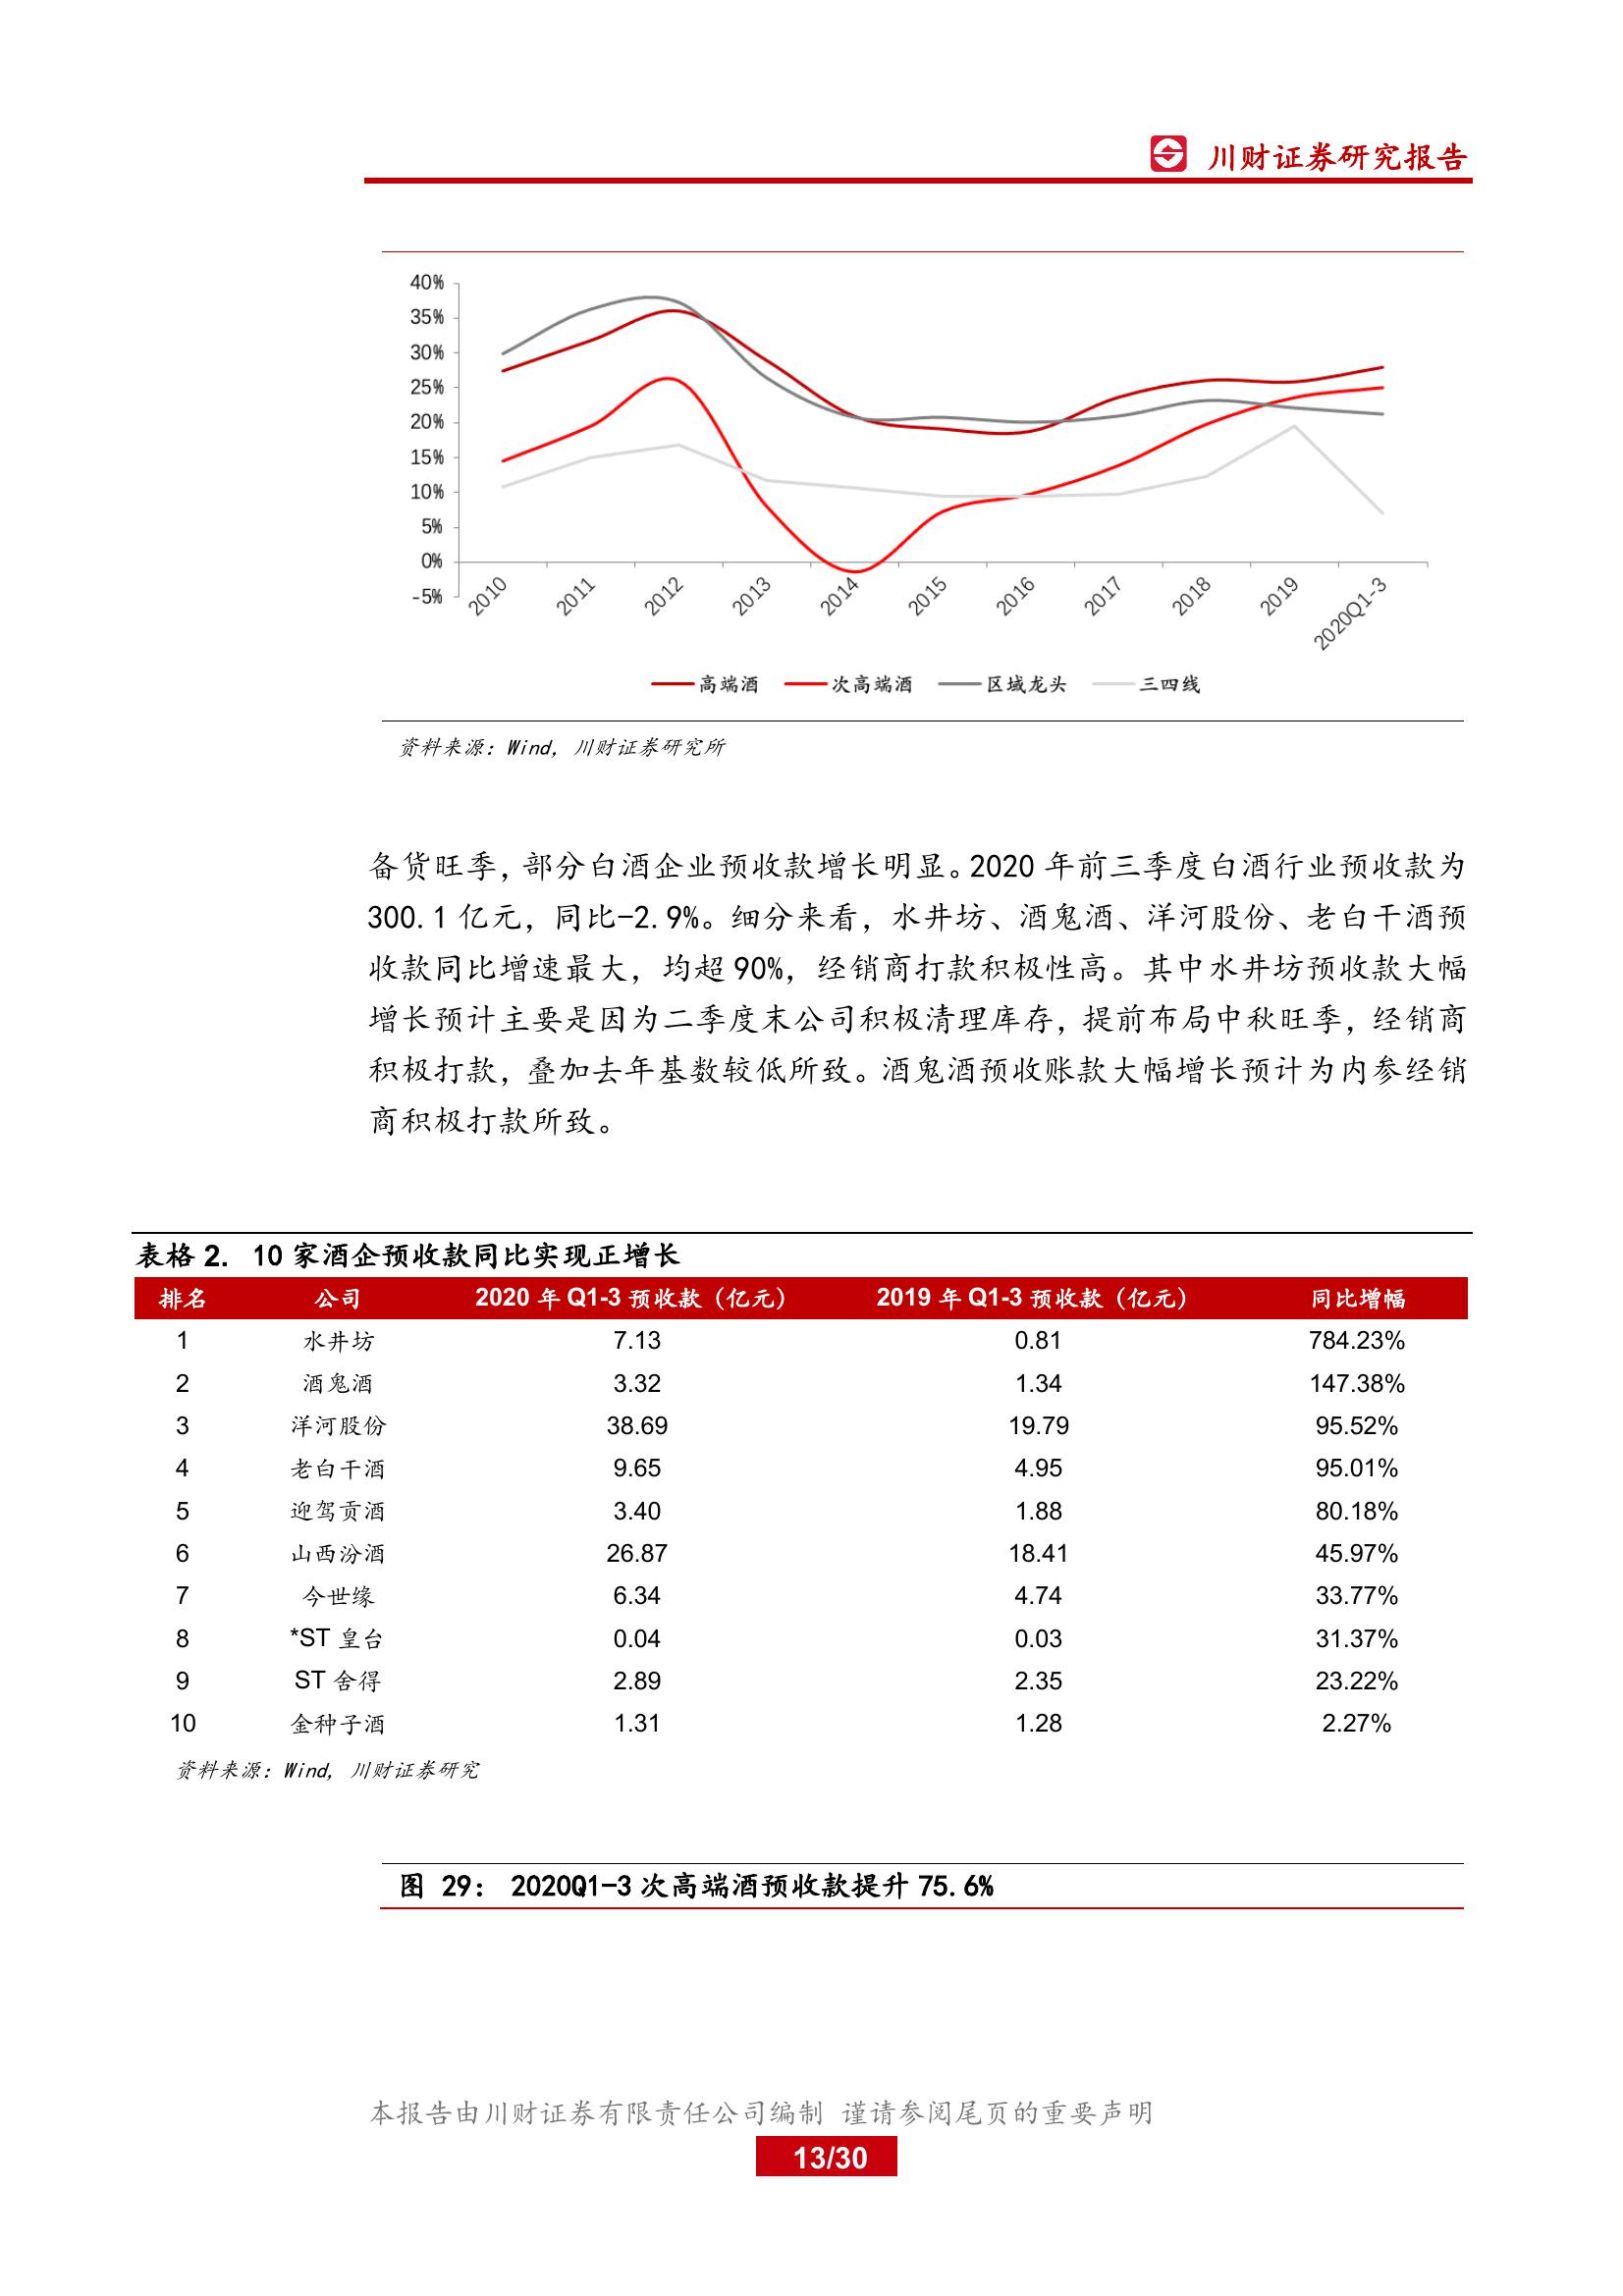 川财证券研究报告
40%
35%
30%
25%
20%
15%
10%
5%
0%
-5%
2010 2011 2012 2013 2014 2015 2016 2017 2018 2019 2020Q1-3
高端酒 次高端酒 区域龙头 三四线
资料来源：Wind, 川财证券研究所
备货旺季，部分白酒企业预收款增长明显。2020 年前三季度白酒行业预收款为
300.1 亿元，同比-2.9%。细分来看，水井坊、酒鬼酒、洋河股份、老白干酒预
收款同比增速最大，均超 90%，经销商打款积极性高。其中水井坊预收款大幅
增长预计主要是因为二季度末公司积极清理库存，提前布局中秋旺季，经销商
积极打款，叠加去年基数较低所致。酒鬼酒预收账款大幅增长预计为内参经销
商积极打款所致。
表格 2. 10 家酒企预收款同比实现正增长
排名 公司 2020 年 Q1-3 预收款（亿元） 2019 年 Q1-3 预收款（亿元） 同比增幅
1 水井坊 7.13 0.81 784.23%
2 酒鬼酒 3.32 1.34 147.38%
3 洋河股份 38.69 19.79 95.52%
4 老白干酒 9.65 4.95 95.01%
5 迎驾贡酒 3.40 1.88 80.18%
6 山西汾酒 26.87 18.41 45.97%
7 今世缘 6.34 4.74 33.77%
8 *ST 皇台 0.04 0.03 31.37%
9 ST 舍得 2.89 2.35 23.22%
10 金种子酒 1.31 1.28 2.27%
资料来源：Wind, 川财证券研究
图 29： 2020Q1-3 次高端酒预收款提升 75.6%
本报告由川财证券有限责任公司编制 谨请参阅尾页的重要声明
13/30